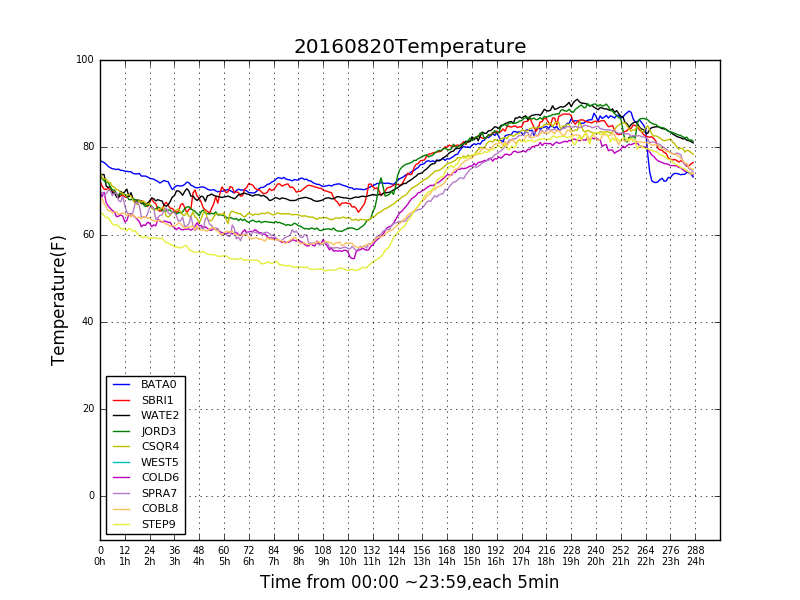 20160820Temperature
100
80
60
40
20
0
Temperature(F)
BATA0
SBRI1
WATE2
JORD3
CSQR4
WEST5
COLD6
SPRA7
COBL8
STEP9
0 12 24 36 48 60 72 84 96 108 120 132 144 156 168 180 192 204 216 228 240 252 264 276 288
0h 1h 2h 3h 4h 5h 6h 7h 8h 9h 10h 11h 12h 13h 14h 15h 16h 17h 18h 19h 20h 21h 22h 23h 24h
Time from 00:00 ~23:59,each 5min